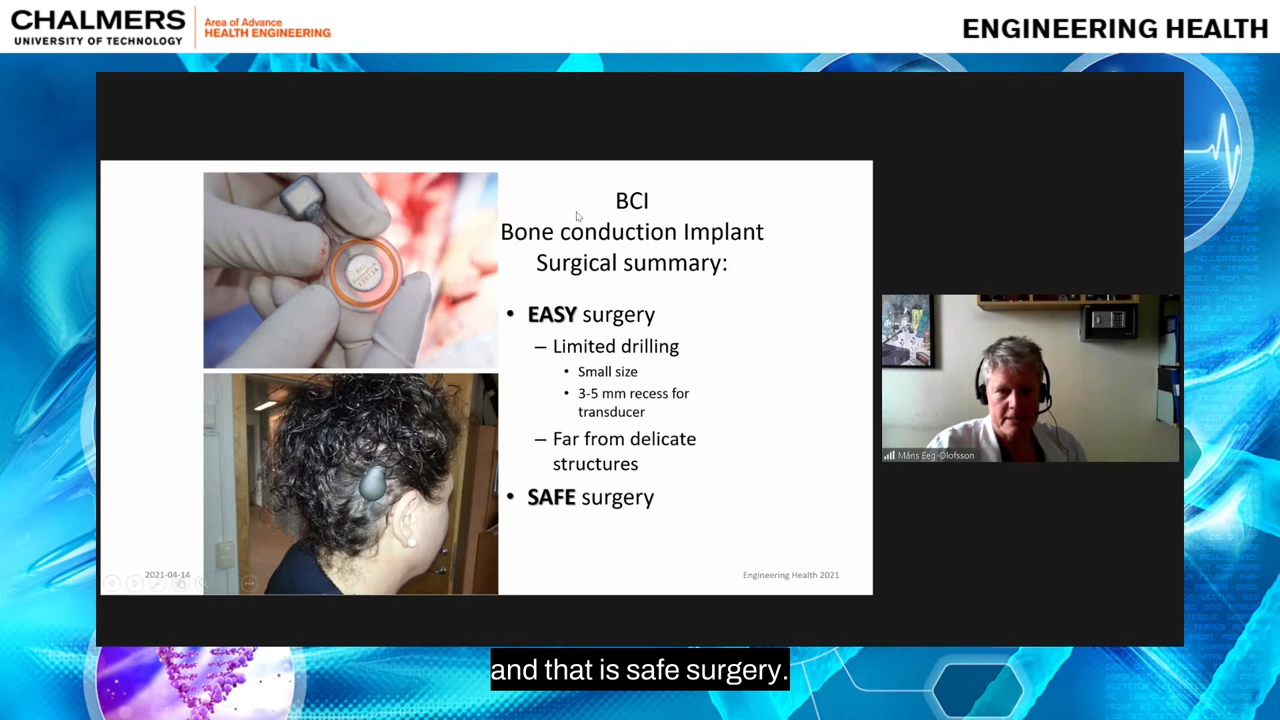 CHALMERS
UNIVERSITY OF TECHNOLOGY
Area of Advance
HEALTH ENGINEERING
ENGINEERING HEALTH
BCI
Bone conduction Implant
Surgical summary:
• EASY surgery
– Limited drilling
• Small size
• 3-5 mm recess for
transducer
– Far from delicate
structures
• SAFE surgery
2021-04-14
Engineering Health 2021
Måns Eeg-Olofsson
and that is safe surgery.